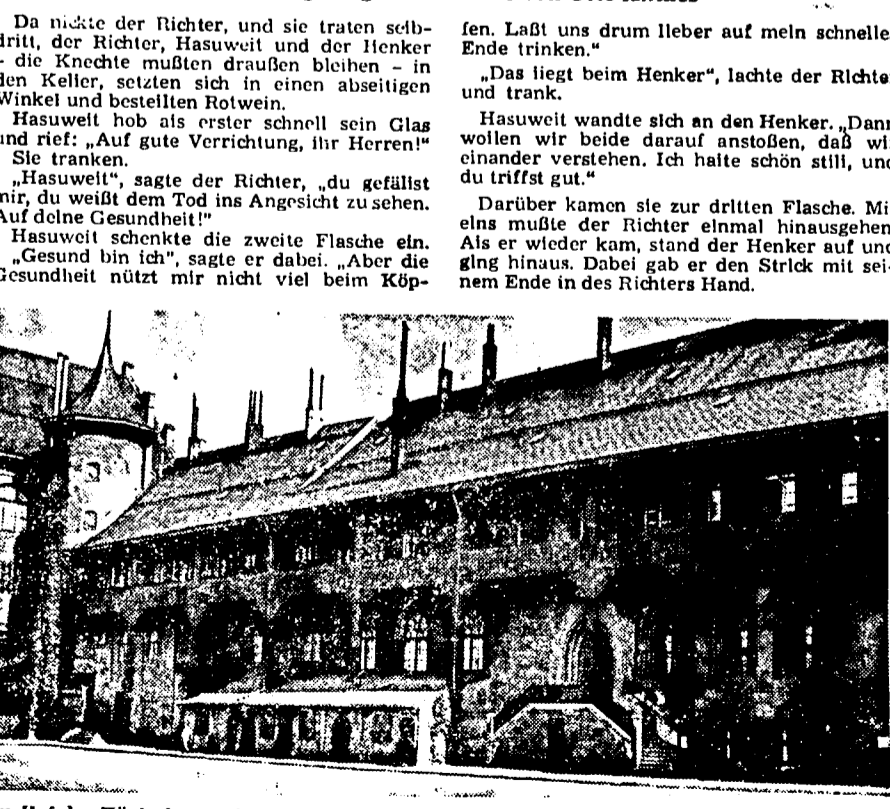 Da nickte der Richter, und sie traten selb-
dritt, der Richter, Hasuweit und der Henker
– die Knechte mußten draußen bleiben – in
den Keller, setzten sich in einen abseitigen
Winkel und bestellten Rotwein.
Hasuweit hob als erster schnell sein Glas
und rief: „Auf gute Verrichtung, ihr Herren!“
Sie tranken.
„Hasuweit“, sagte der Richter, „du gefällst
mir, du weißt dem Tod ins Angesicht zu sehen.
Auf deine Gesundheit!"
Hasuweit schenkte die zweite Flasche ein.
„Gesund bin ich", sagte er dabei. „Aber die
Gesundheit nützt mir nicht viel beim Köp-
fen. Laßt uns drum lieber auf mein schnelles
Ende trinken.“
„Das liegt beim Henker“, lachte der Richter
und trank.
Hasuweit wandte sich an den Henker. „Dann
wollen wir beide darauf anstoßen, daß wir
einander verstehen. Ich halte schön still, und
du triffst gut.“
Darüber kamen sie zur dritten Flasche. Mit
eins mußte der Richter einmal hinausgehen.
Als er wieder kam, stand der Henker auf und
ging hinaus. Dabei gab er den Strick mit sei-
nem Ende in des Richters Hand.